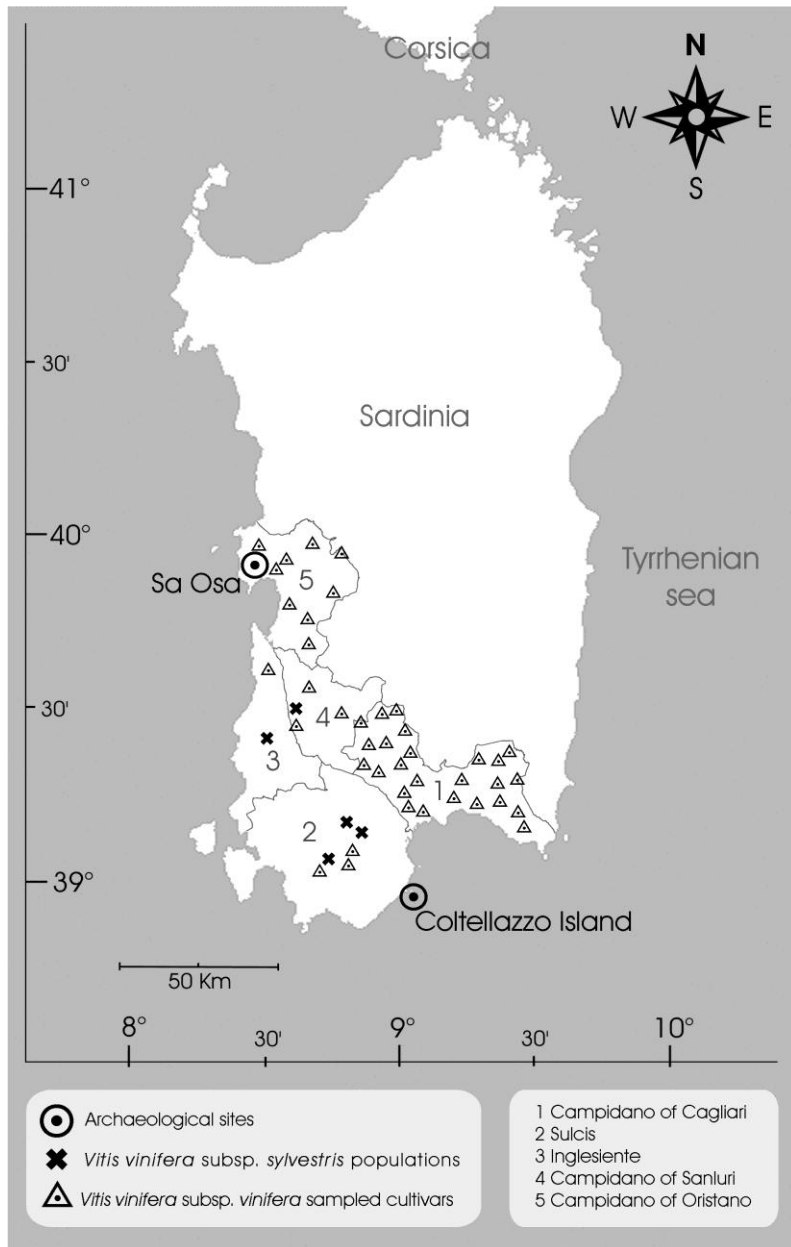 Corsica
N
W
E
S
41°
30'
Sardinia
40°
Tyrrhenian
sea
Sa Osa
5
30'
4
3
1
2
39°
Coltellazzo Island
50 Km
8°
30'
9°
30'
10°
Archaeological sites
Vitis vinifera subsp. sylvestris populations
Vitis vinifera subsp. vinifera sampled cultivars
1 Campidano of Cagliari
2 Sulcis
3 Inglesiente
4 Campidano of Sanluri
5 Campidano of Oristano